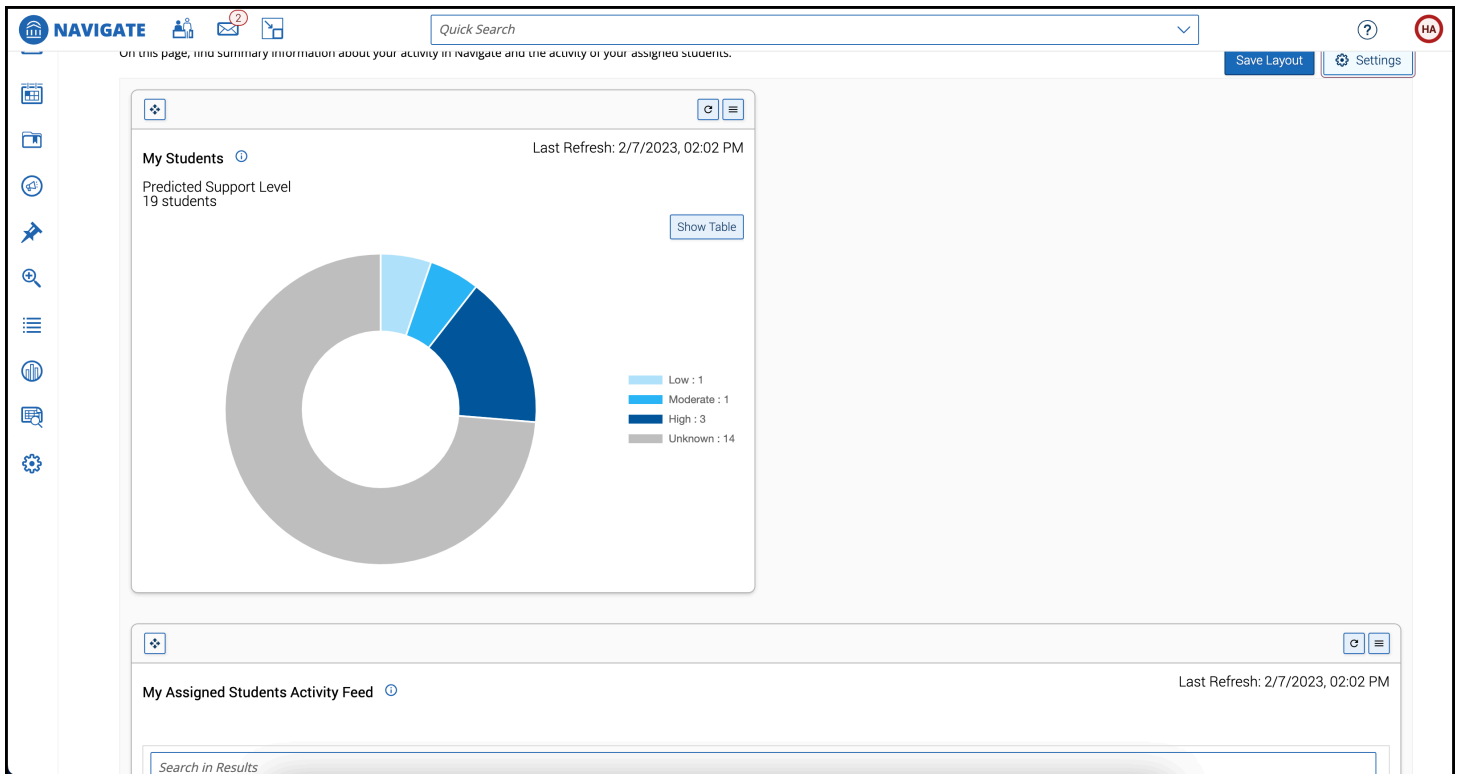 NAVIGATE
2
Quick Search
?
HA
On this page, find summary information about your activity in Navigate and the activity of your assigned students.
Save Layout
Settings
My Students
Last Refresh: 2/7/2023, 02:02 PM
Predicted Support Level
19 students
Show Table
Low : 1
Moderate : 1
High : 3
Unknown : 14
My Assigned Students Activity Feed
Last Refresh: 2/7/2023, 02:02 PM
Search in Results